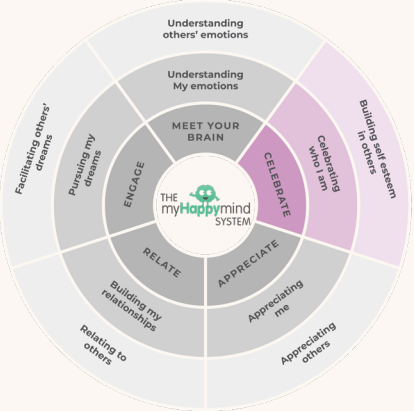 Understanding
others' emotions
Understanding
My emotions
MEET YOUR
BRAIN
Building self esteem
in others
Celebrating
who I am
CELEBRATE
Appreciating
others
Appreciating
me
APPRECIATE
Relating to
others
Building my
relationships
RELATE
Facilitating others'
dreams
Pursuing my
dreams
ENGAGE
THE
myHappymind
SYSTEM